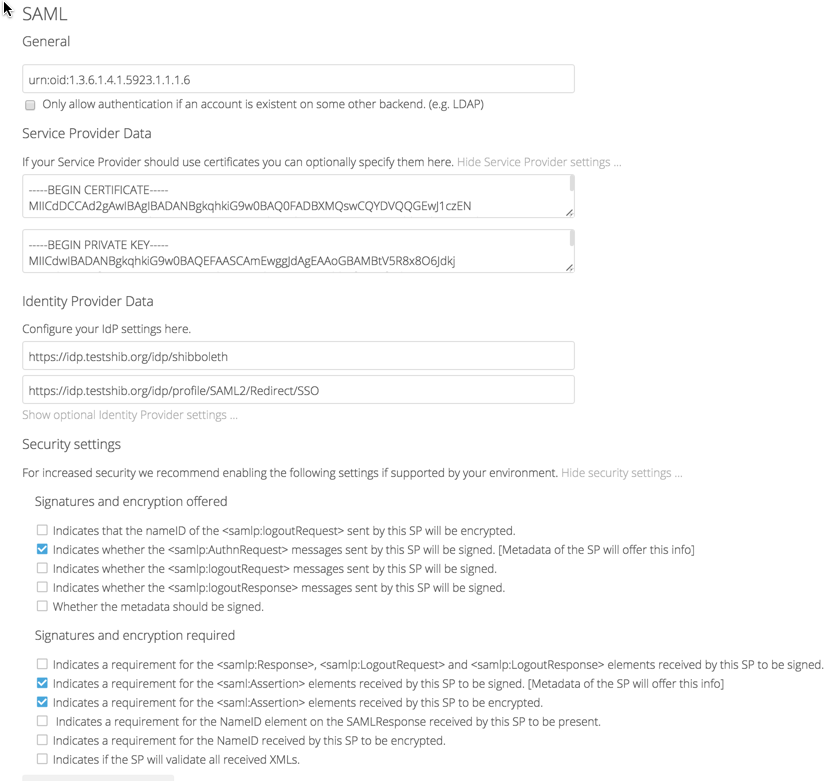 SAML
General
urn:oid:1.3.6.1.4.1.5923.1.1.1.6
Only allow authentication if an account is existent on some other backend. (e.g. LDAP)
Service Provider Data
If your Service Provider should use certificates you can optionally specify them here. Hide Service Provider settings ...
-----BEGIN CERTIFICATE-----
MIICdDCCAd2gAwIBAgIBADANBgkqhkiG9w0BAQ0FADBXMQswCQYDVQQGEwJ1czEN
-----BEGIN PRIVATE KEY-----
MIICdwIBADANBgkqhkiG9w0BAQEFAASCAmEwggJdAgEAAoGBAMBtV5R8x8O6Jdkj
Identity Provider Data
Configure your IdP settings here.
https://idp.testshib.org/idp/shibboleth
https://idp.testshib.org/idp/profile/SAML2/Redirect/SSO
Show optional Identity Provider settings ...
Security settings
For increased security we recommend enabling the following settings if supported by your environment. Hide security settings ...
Signatures and encryption offered
Indicates that the nameID of the <samlp:logoutRequest> sent by this SP will be encrypted.
Indicates whether the <samlp:AuthnRequest> messages sent by this SP will be signed. [Metadata of the SP will offer this info]
Indicates whether the <samlp:logoutRequest> messages sent by this SP will be signed.
Indicates whether the <samlp:logoutResponse> messages sent by this SP will be signed.
Whether the metadata should be signed.
Signatures and encryption required
Indicates a requirement for the <samlp:Response>, <samlp:LogoutRequest> and <samlp:LogoutResponse> elements received by this SP to be signed.
Indicates a requirement for the <saml:Assertion> elements received by this SP to be signed. [Metadata of the SP will offer this info]
Indicates a requirement for the <saml:Assertion> elements received by this SP to be encrypted.
Indicates a requirement for the NameID element on the SAMLResponse received by this SP to be present.
Indicates a requirement for the NameID received by this SP to be encrypted.
Indicates if the SP will validate all received XMLs.